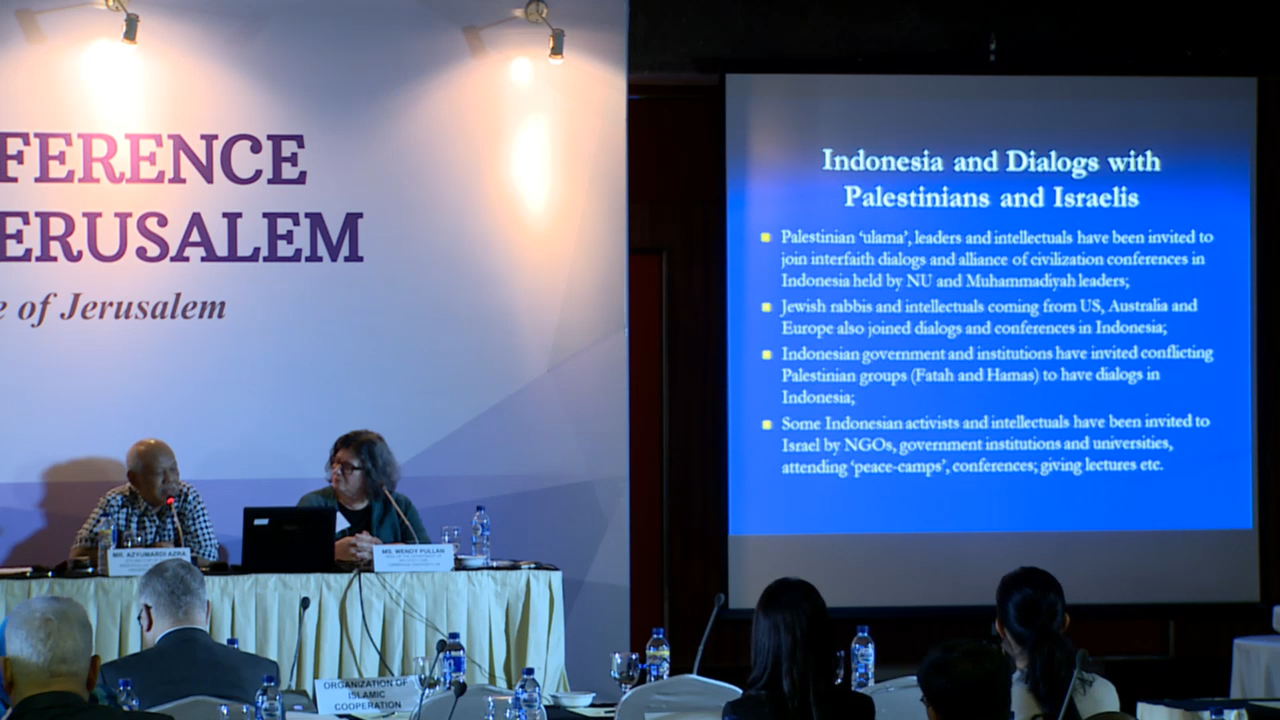 FERENCE
ERUSALEM
e of Jerusalem
Indonesia and Dialogs with
Palestinians and Israelis
Palestinian ‘ulama’, leaders and intellectuals have been invited to
join interfaith dialogs and alliance of civilization conferences in
Indonesia held by NU and Muhammadiyah leaders;
Jewish rabbis and intellectuals coming from US, Australia and
Europe also joined dialogs and conferences in Indonesia;
Indonesian government and institutions have invited conflicting
Palestinian groups (Fatah and Hamas) to have dialogs in
Indonesia;
Some Indonesian activists and intellectuals have been invited to
Israel by NGOs, government institutions and universities,
attending ‘peace-camps’, conferences; giving lectures etc.
MR. AZYUMARDI AZRA
MS. WENDY PULLAN
ORGANIZATION OF
ISLAMIC
COOPERATION